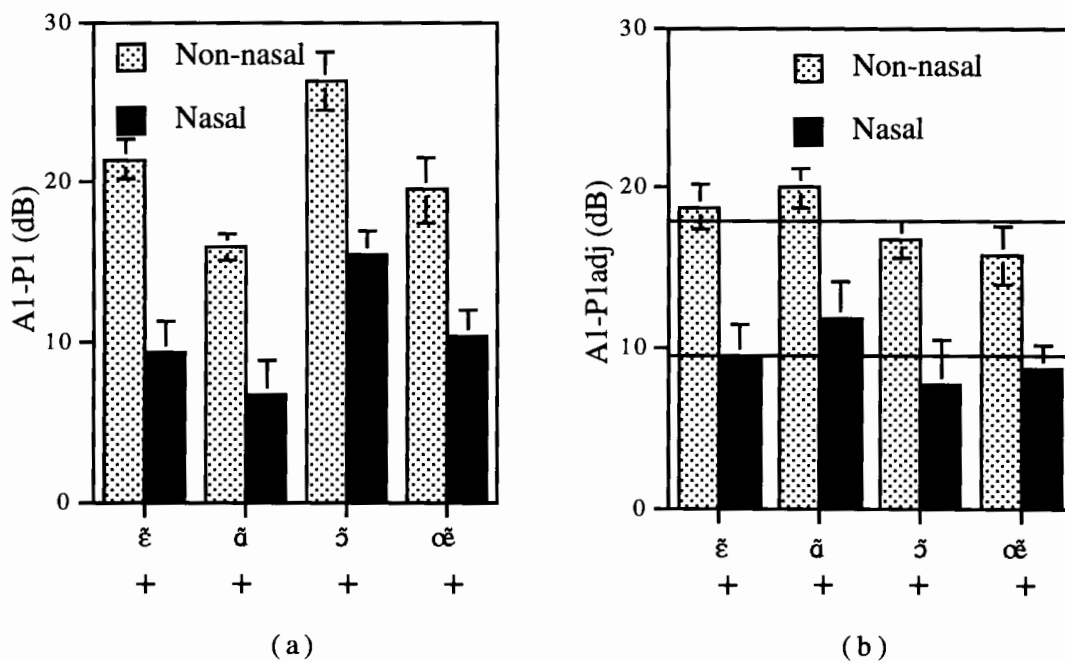 30
20
10
0
A1-P1 (dB)
Non-nasal
Nasal
ɛ̃ ɑ̃ ɔ̃ œ̃
+ + + +
(a)
30
20
10
0
A1-P1adj (dB)
Non-nasal
Nasal
ɛ̃ ɑ̃ ɔ̃ œ̃
+ + + +
(b)